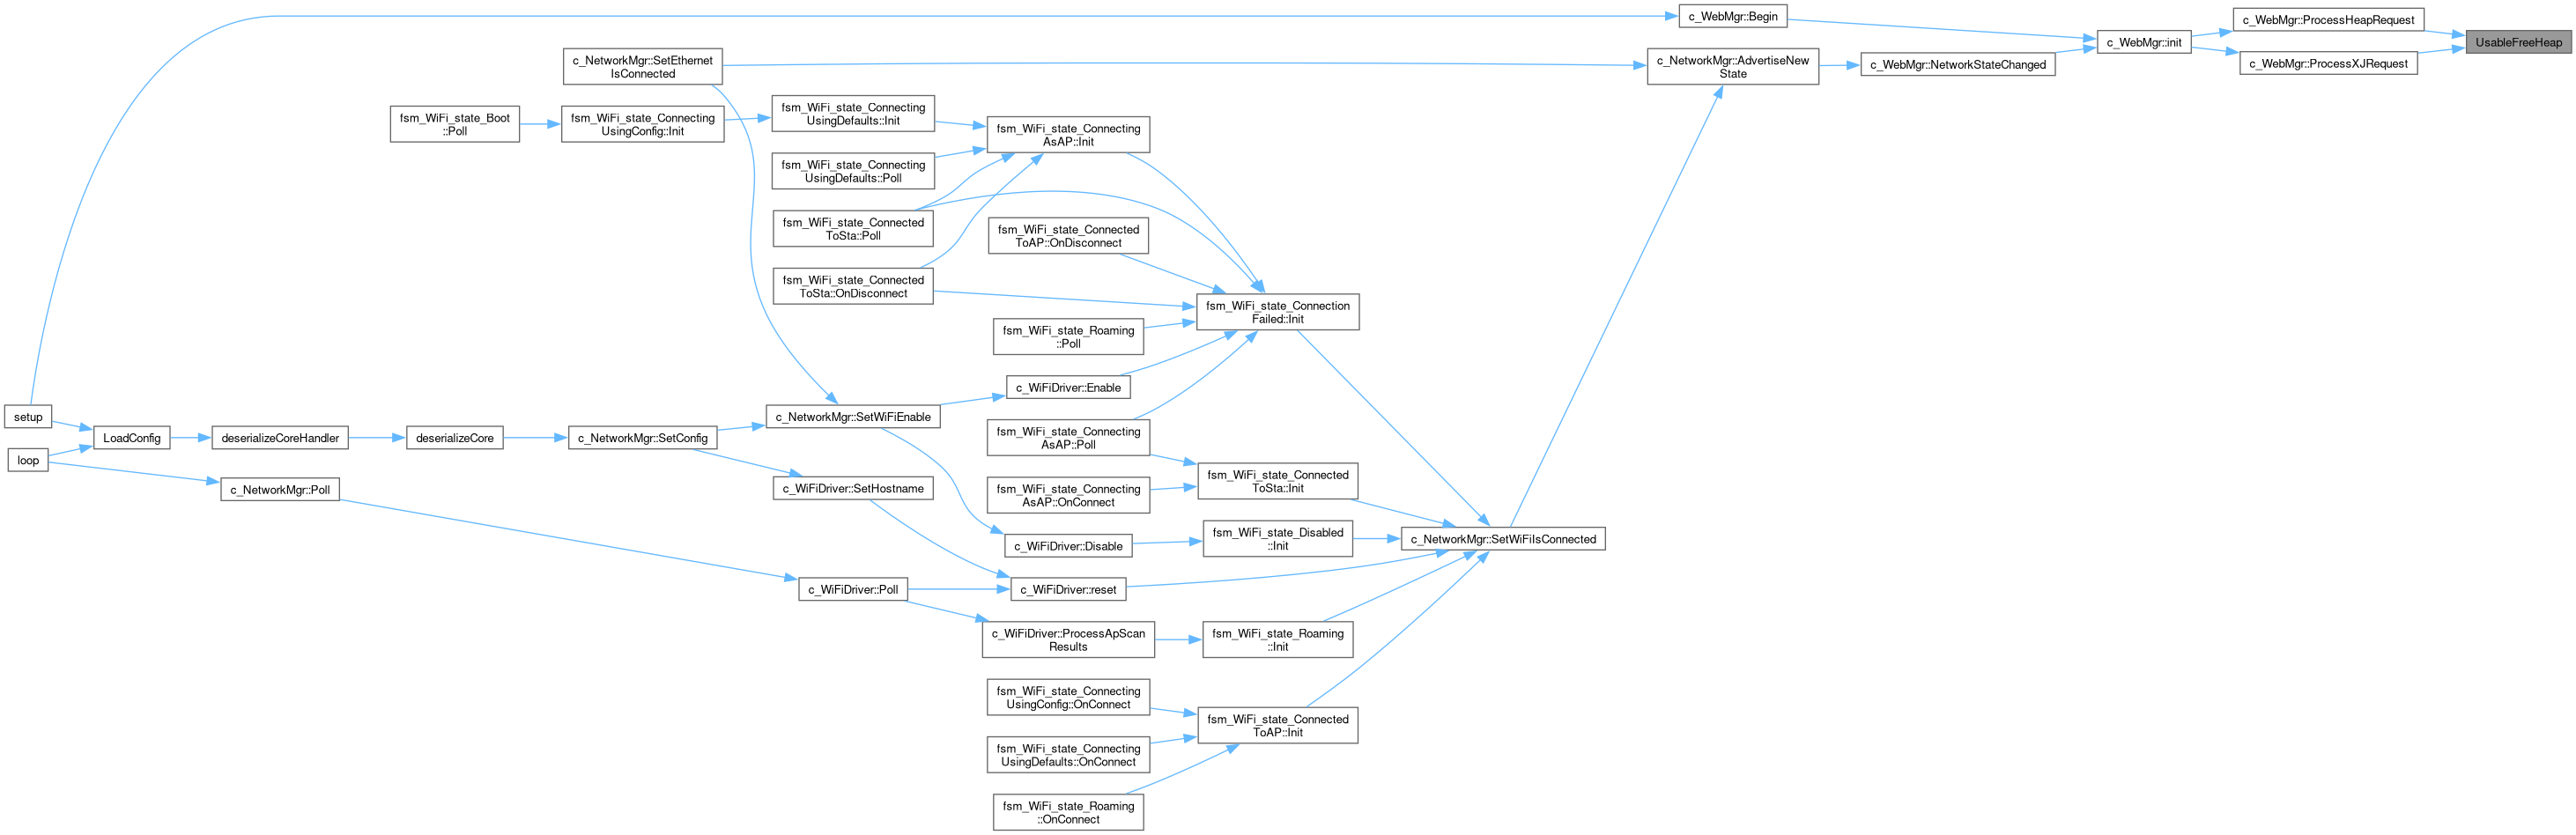 c_WebMgr::Begin
c_WebMgr::ProcessHeapRequest
UsableFreeHeap
c_WebMgr::init
c_WebMgr::ProcessXJRequest
c_NetworkMgr::SetEthernet
IsConnected
c_NetworkMgr::AdvertiseNew
State
c_WebMgr::NetworkStateChanged
fsm_WiFi_state_Boot
::Poll
fsm_WiFi_state_Connecting
UsingConfig::Init
fsm_WiFi_state_Connecting
UsingDefaults::Init
fsm_WiFi_state_Connecting
AsAP::Init
fsm_WiFi_state_Connecting
UsingDefaults::Poll
fsm_WiFi_state_Connected
ToSta::Poll
fsm_WiFi_state_Connected
ToAP::OnDisconnect
fsm_WiFi_state_Connected
ToSta::OnDisconnect
fsm_WiFi_state_Connection
Failed::Init
fsm_WiFi_state_Roaming
::Poll
c_WiFiDriver::Enable
setup
LoadConfig
loop
deserializeCoreHandler
deserializeCore
c_NetworkMgr::SetConfig
c_NetworkMgr::SetWiFiEnable
fsm_WiFi_state_Connecting
AsAP::Poll
c_NetworkMgr::Poll
c_WiFiDriver::SetHostname
fsm_WiFi_state_Connecting
AsAP::OnConnect
fsm_WiFi_state_Connected
ToSta::Init
c_WiFiDriver::Disable
fsm_WiFi_state_Disabled
::Init
c_NetworkMgr::SetWiFiIsConnected
c_WiFiDriver::Poll
c_WiFiDriver::reset
c_WiFiDriver::ProcessApScan
Results
fsm_WiFi_state_Roaming
::Init
fsm_WiFi_state_Connecting
UsingConfig::OnConnect
fsm_WiFi_state_Connected
ToAP::Init
fsm_WiFi_state_Connecting
UsingDefaults::OnConnect
fsm_WiFi_state_Roaming
::OnConnect